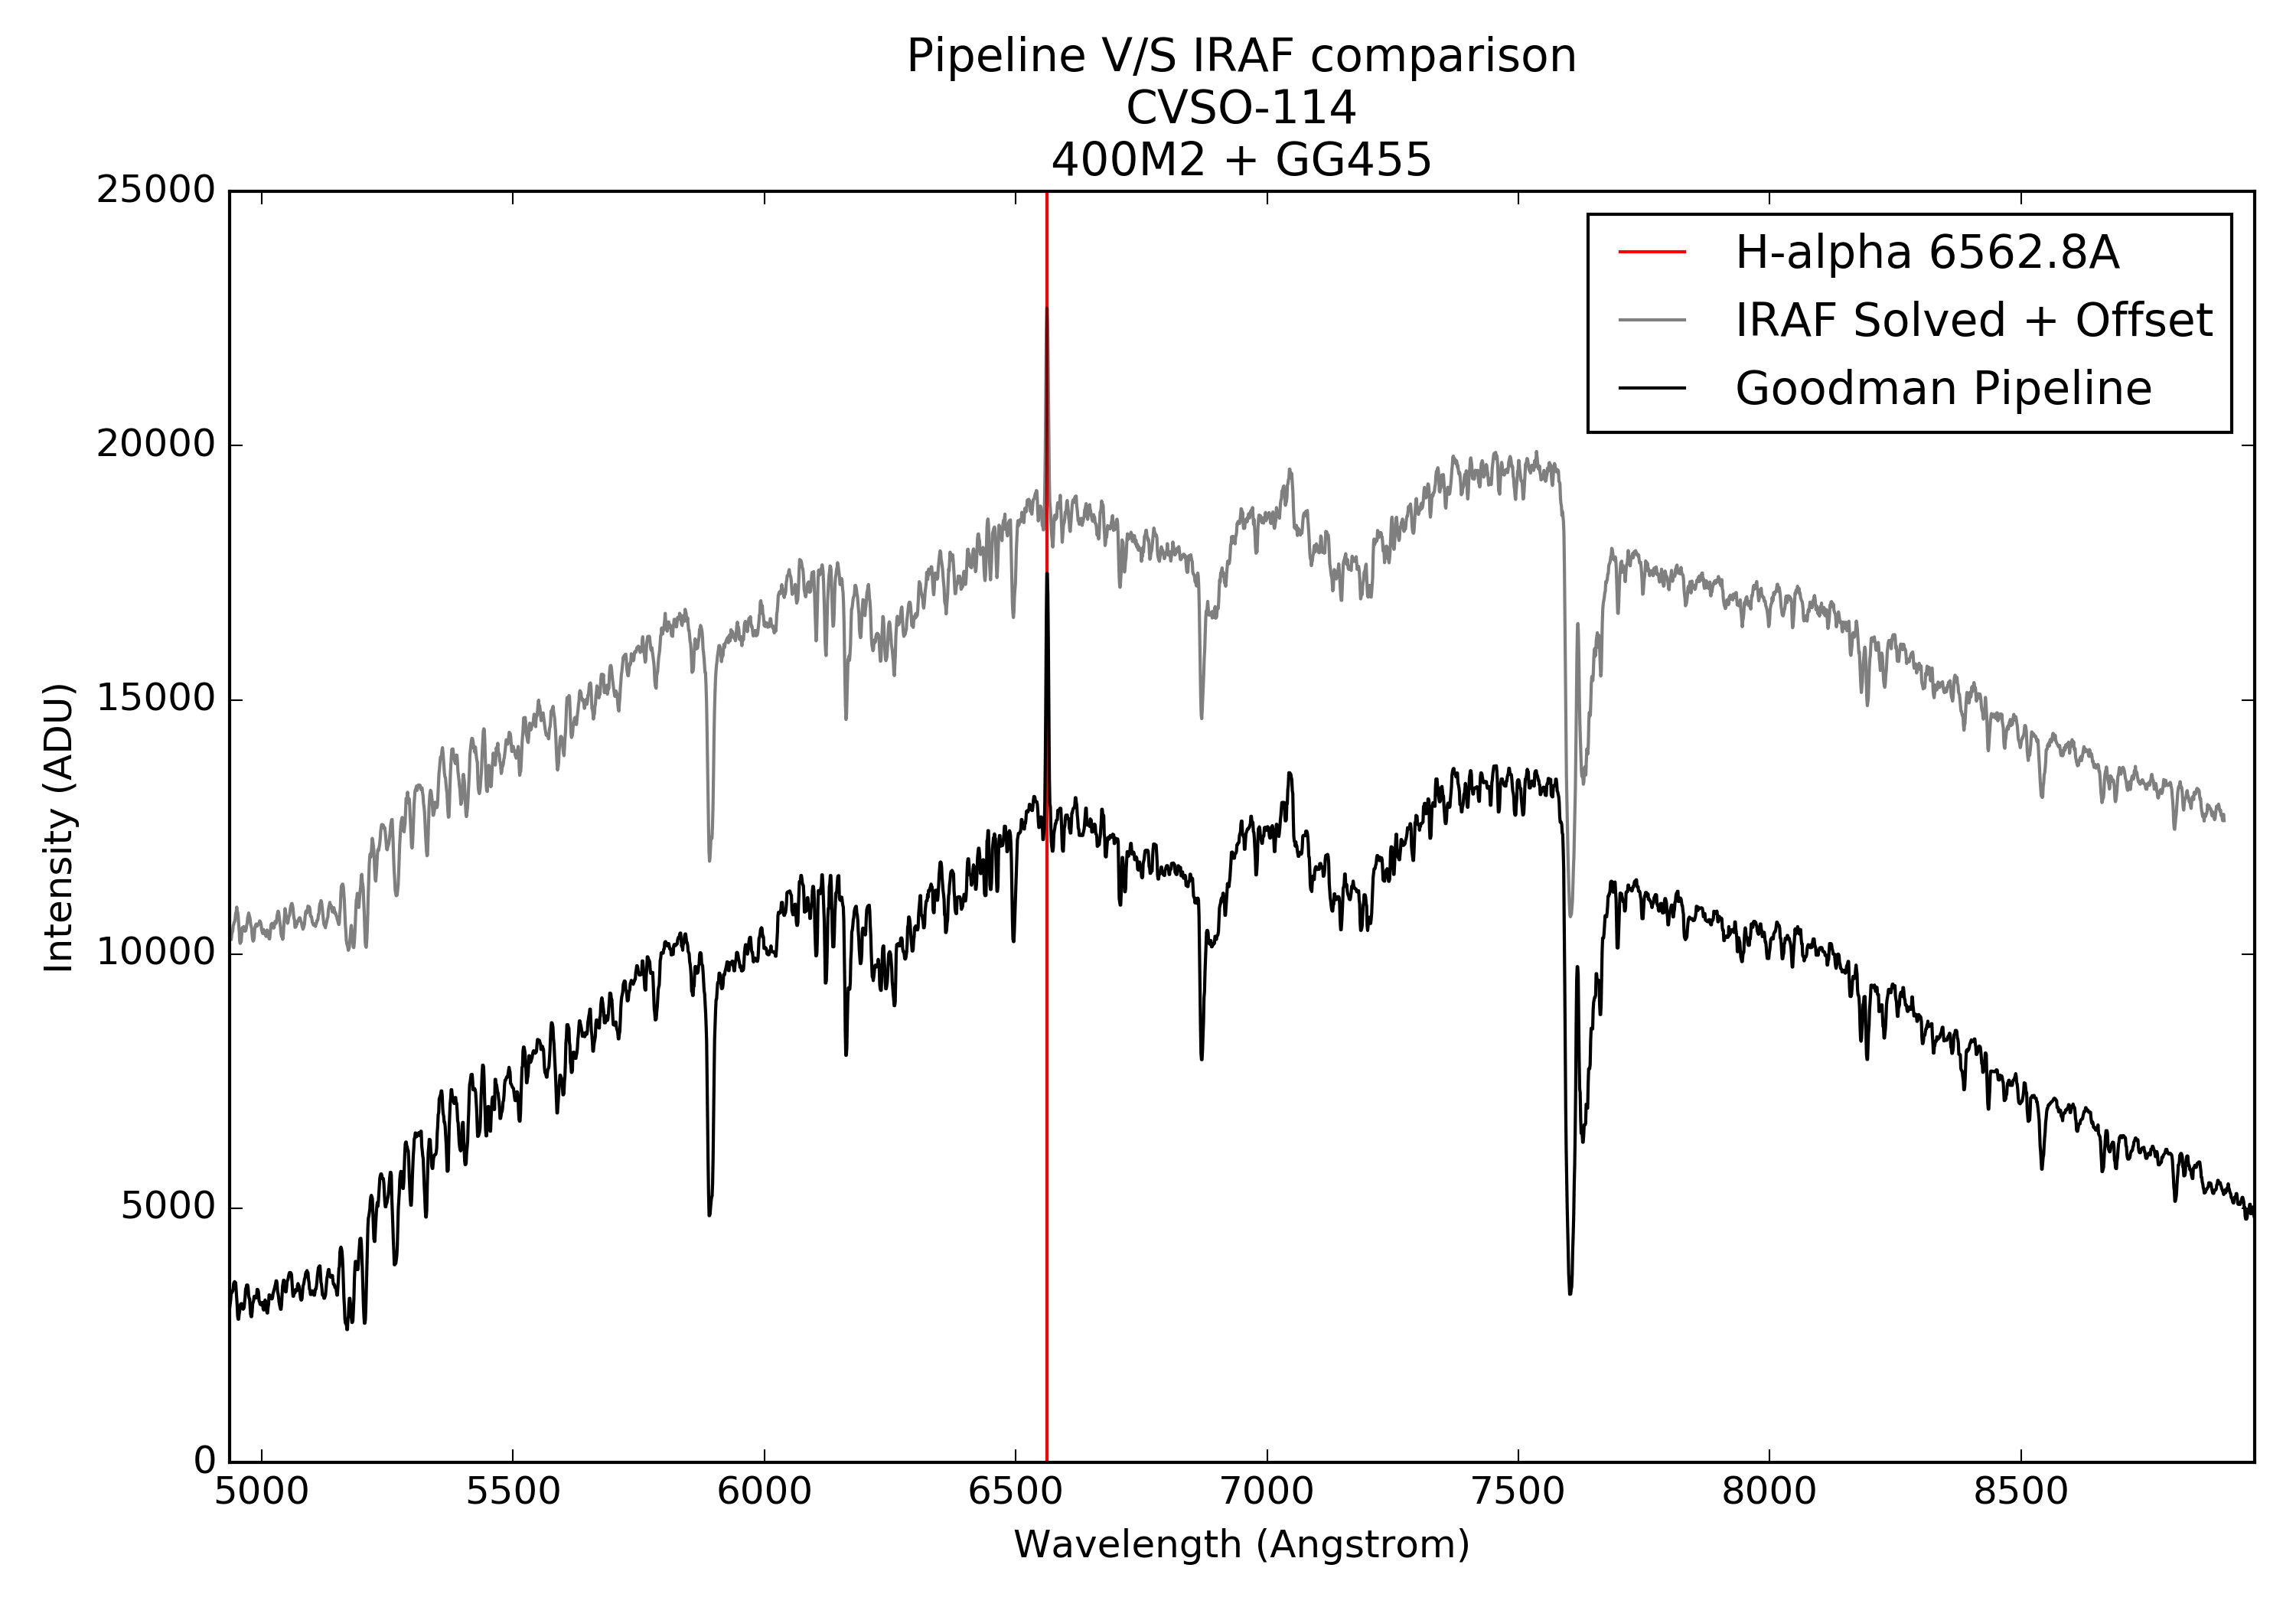 Pipeline V/S IRAF comparison
CVSO-114
400M2 + GG455
25000
20000
15000
10000
5000
0
Intensity (ADU)
H-alpha 6562.8A
IRAF Solved + Offset
Goodman Pipeline
5000 5500 6000 6500 7000 7500 8000 8500
Wavelength (Angstrom)